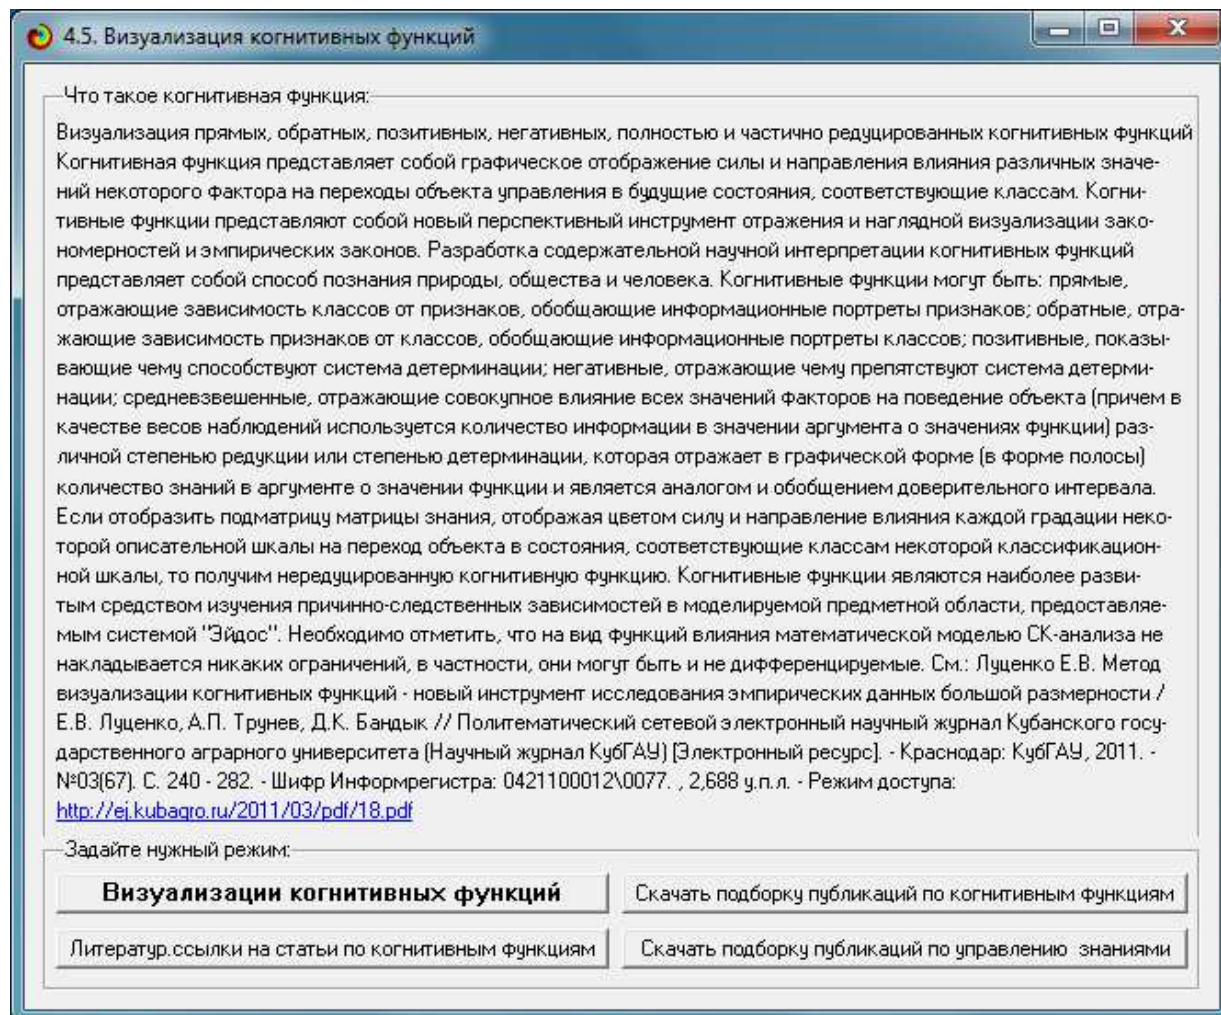 4.5. Визуализация когнитивных функций
Что такое когнитивная функция:
Визуализация прямых, обратных, позитивных, негативных, полностью и частично редуцированных когнитивных функций
Когнитивная функция представляет собой графическое отображение силы и направления влияния различных значе-
ний некоторого фактора на переходы объекта управления в будущие состояния, соответствующие классам. Когни-
тивные функции представляют собой новый перспективный инструмент отражения и наглядной визуализации зако-
номерностей и эмпирических законов. Разработка содержательной научной интерпретации когнитивных функций
представляет собой способ познания природы, общества и человека. Когнитивные функции могут быть: прямые,
отражающие зависимость классов от признаков, обобщающие информационные портреты признаков; обратные, отра-
жающие зависимость признаков от классов, обобщающие информационные портреты классов; позитивные, показы-
вающие чему способствуют система детерминации; негативные, отражающие чему препятствуют система детерми-
нации; средневзвешенные, отражающие совокупное влияние всех значений факторов на поведение объекта (причем в
качестве весов наблюдений используется количество информации в значении аргумента о значениях функции) раз-
личной степенью редукции или степенью детерминации, которая отражает в графической форме (в форме полосы)
количество знаний в аргументе о значении функции и является аналогом и обобщением доверительного интервала.
Если отобразить подматрицу матрицы знания, отображая цветом силу и направление влияния каждой градации неко-
торой описательной шкалы на переход объекта в состояния, соответствующие классам некоторой классификацион-
ной шкалы, то получим нередуцированную когнитивную функцию. Когнитивные функции являются наиболее разви-
тым средством изучения причинно-следственных зависимостей в моделируемой предметной области, предоставляе-
мым системой "Эйдос". Необходимо отметить, что на вид функций влияния математической моделью СК-анализа не
накладывается никаких ограничений, в частности, они могут быть и не дифференцируемые. См.: Луценко Е.В. Метод
визуализации когнитивных функций - новый инструмент исследования эмпирических данных большой размерности /
Е.В. Луценко, А.П. Трунев, Д.К. Бандык // Политематический сетевой электронный научный журнал Кубанского госу-
дарственного аграрного университета (Научный журнал КубГАУ) [Электронный ресурс]. - Краснодар: КубГАУ, 2011. -
№03(67). С. 240 - 282. - Шифр Информрегистра: 0421100012\0077. , 2,688 у.п.л. - Режим доступа:
http://ej.kubagro.ru/2011/03/pdf/18.pdf
Задайте нужный режим:
Визуализации когнитивных функций
Скачать подборку публикаций по когнитивным функциям
Литератур.ссылки на статьи по когнитивным функциям
Скачать подборку публикаций по управлению знаниями